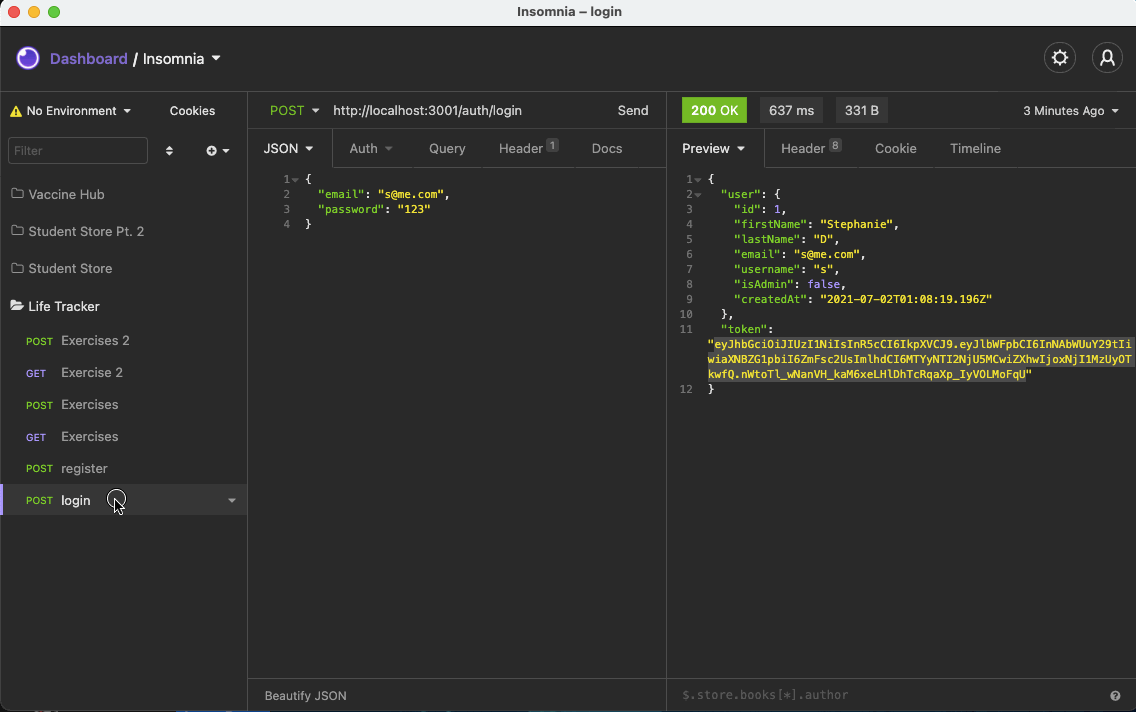 Insomnia – login
Dashboard / Insomnia
No Environment
Cookies
Filter
Vaccine Hub
Student Store Pt. 2
Student Store
Life Tracker
POST Exercises 2
GET Exercise 2
POST Exercises
GET Exercises
POST register
POST login
POST http://localhost:3001/auth/login Send
JSON Auth Query Header 1 Docs
1 {
2 "email": "s@me.com",
3 "password": "123"
4 }
Beautify JSON
200 OK 637 ms 331 B 3 Minutes Ago
Preview Header 8 Cookie Timeline
1 {
2 "user": {
3 "id": 1,
4 "firstName": "Stephanie",
5 "lastName": "D",
6 "email": "s@me.com",
7 "username": "s",
8 "isAdmin": false,
9 "createdAt": "2021-07-02T01:08:19.196Z"
10 },
11 "token":
"eyJhbGciOiJIUzI1NiIsInR5cCI6IkpXVCJ9.eyJlbWFpbCI6InNAbWUuY29tIi
wiaXNBZG1pbiI6ZmFsc2UsImlhdCI6MTYyNTI2NjU5MCwiZXhwIjoxNjI1MzUyOT
kwfQ.nWtoTl_wNanVH_kaM6xeLHlDhTcRqaXp_IyVOLMoFqU"
12 }
$.store.books[*].author